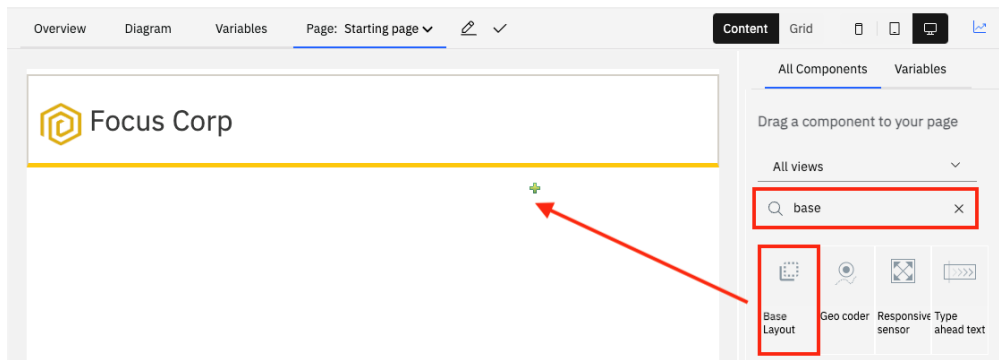 Overview Diagram Variables Page: Starting page Content Grid
All Components Variables
Focus Corp
Drag a component to your page
All views
base
Base Layout
Geo coder
Responsive sensor
Type ahead text